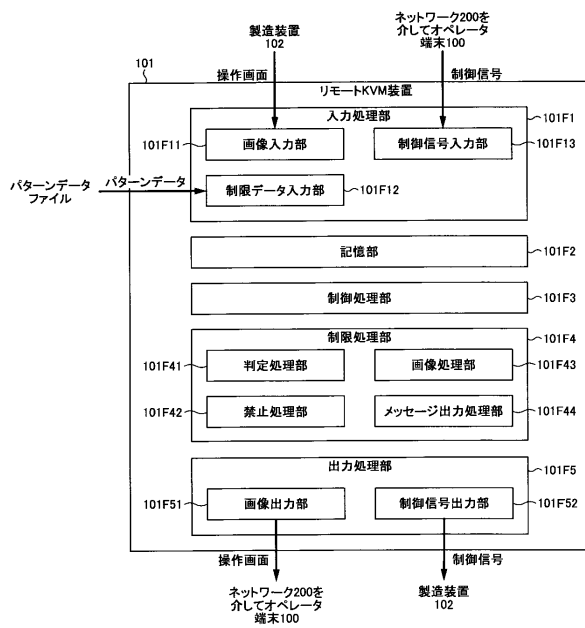 製造装置
102
ネットワーク200を
介してオペレータ
端末100
101
操作画面
制御信号
リモートKVM装置
入力処理部
101F1
101F11
画像入力部
制御信号入力部
101F13
パターンデータ
ファイル
パターンデータ
制限データ入力部
101F12
記憶部
101F2
制御処理部
101F3
制限処理部
101F4
101F41
判定処理部
画像処理部
101F43
101F42
禁止処理部
メッセージ出力処理部
101F44
出力処理部
101F5
101F51
画像出力部
制御信号出力部
101F52
操作画面
制御信号
ネットワーク200を
介してオペレータ
端末100
製造装置
102